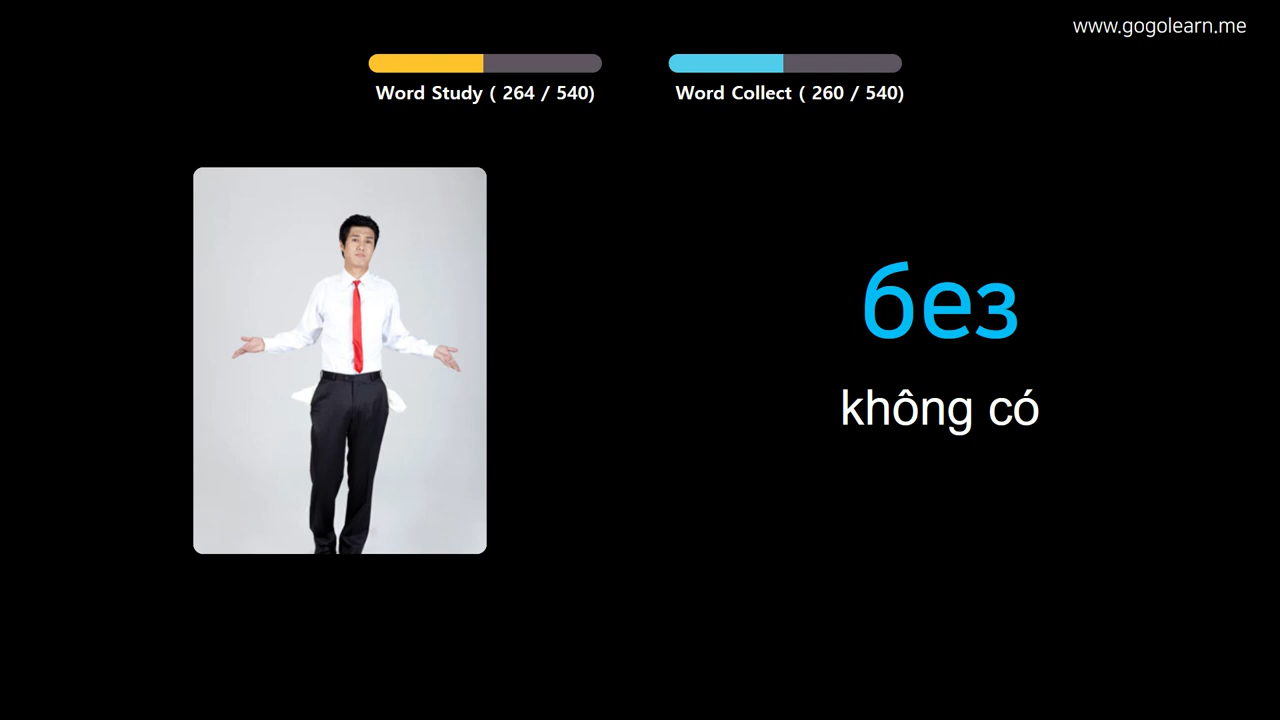 www.gogolearn.me
Word Study ( 264 / 540)
Word Collect ( 260 / 540)
без
không có